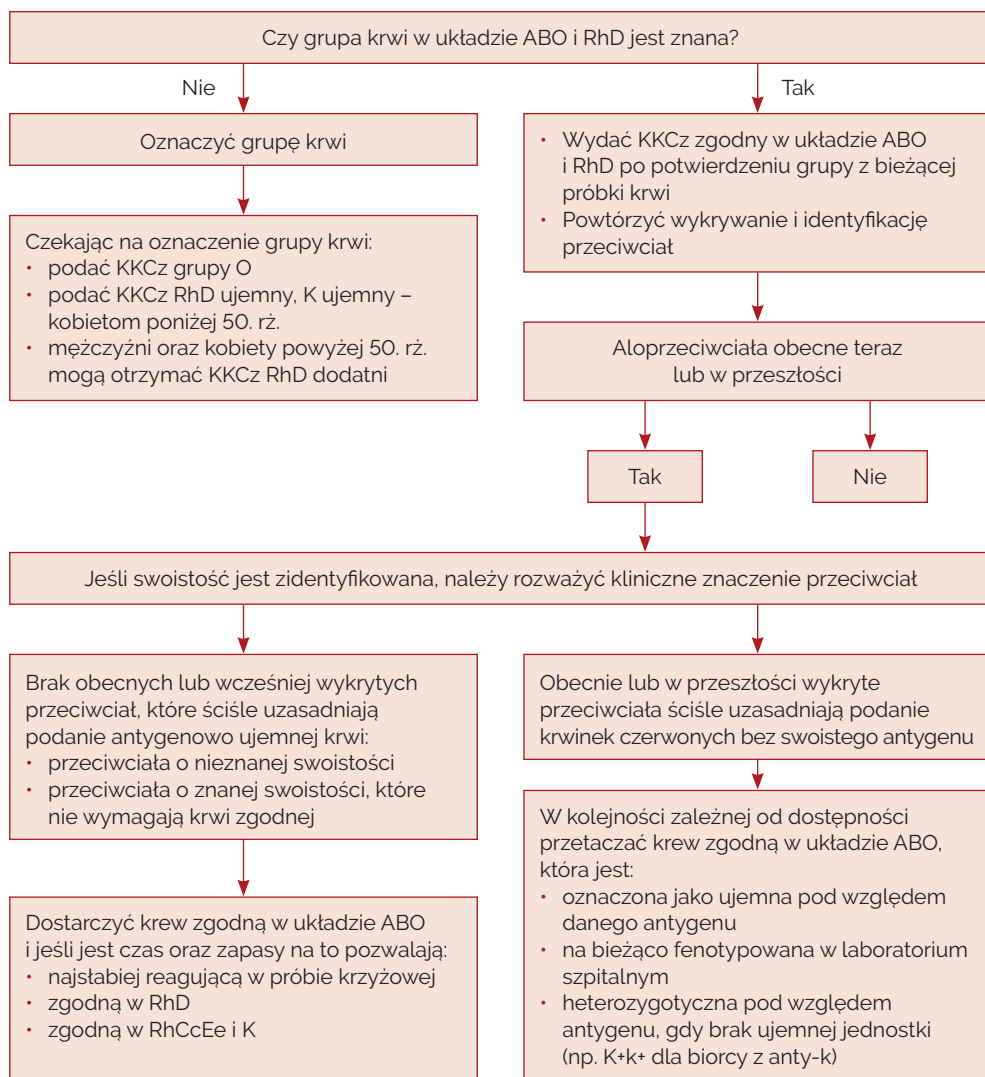 Czy grupa krwi w układzie ABO i RhD jest znana?
Nie
Tak
Oznaczyć grupę krwi
• Wydać KKCz zgodny w układzie ABO
i RhD po potwierdzeniu grupy z bieżącej
próbki krwi
• Powtórzyć wykrywanie i identyfikację
przeciwciał
Czekając na oznaczenie grupy krwi:
• podać KKCz grupy O
• podać KKCz RhD ujemny, K ujemny –
kobietom poniżej 50. rż.
• mężczyźni oraz kobiety powyżej 50. rż.
mogą otrzymać KKCz RhD dodatni
Aloprzeciwciała obecne teraz
lub w przeszłości
Tak
Nie
Jeśli swoistość jest zidentyfikowana, należy rozważyć kliniczne znaczenie przeciwciał
Brak obecnych lub wcześniej wykrytych
przeciwciał, które ściśle uzasadniają
podanie antygenowo ujemnej krwi:
• przeciwciała o nieznanej swoistości
• przeciwciała o znanej swoistości, które
nie wymagają krwi zgodnej
Obecnie lub w przeszłości wykryte
przeciwciała ściśle uzasadniają podanie
krwinek czerwonych bez swoistego antygenu
Dostarczyć krew zgodną w układzie ABO
i jeśli jest czas oraz zapasy na to pozwalają:
• najsłabiej reagującą w próbie krzyżowej
• zgodną w RhD
• zgodną w RhCcEe i K
W kolejności zależnej od dostępności
przetaczać krew zgodną w układzie ABO,
która jest:
• oznaczona jako ujemna pod względem
danego antygenu
• na bieżąco fenotypowana w laboratorium
szpitalnym
• heterozygotyczna pod względem
antygenu, gdy brak ujemnej jednostki
(np. K+k+ dla biorcy z anty-k)